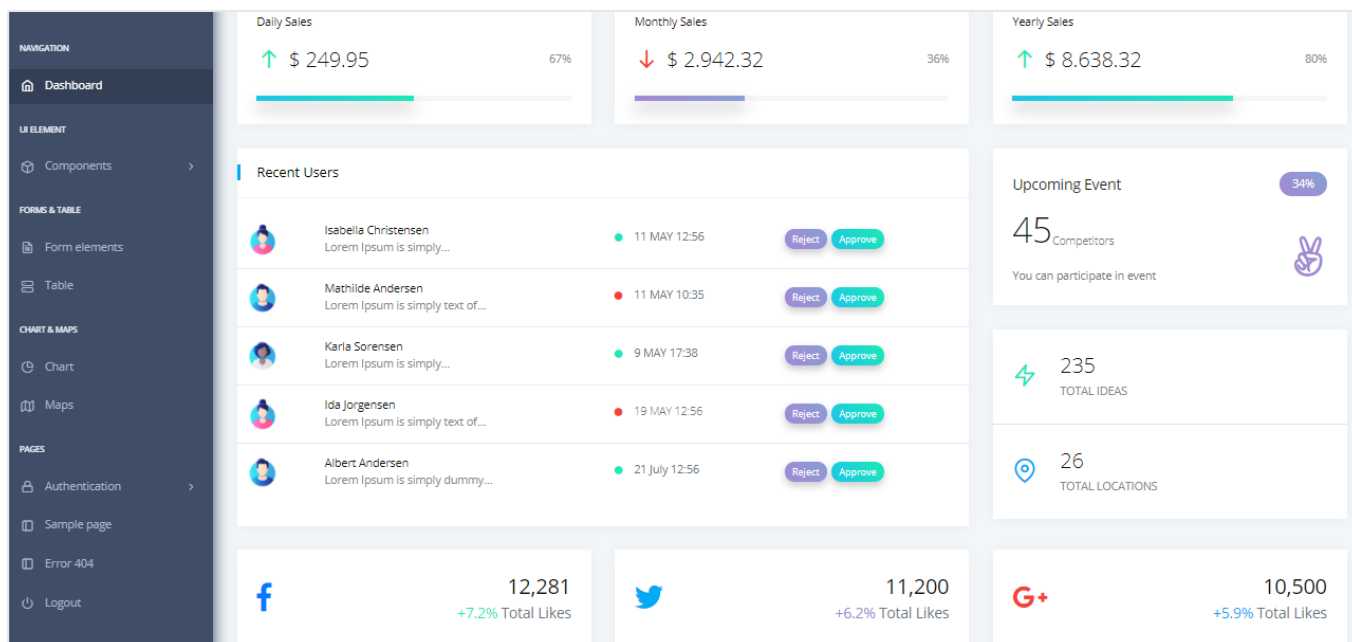 NAVIGATION
Dashboard
UI ELEMENT
Components
FORMS & TABLE
Form elements
Table
CHART & MAPS
Chart
Maps
PAGES
Authentication
Sample page
Error 404
Logout
Daily Sales
$ 249.95
67%
Monthly Sales
$ 2.942.32
36%
Yearly Sales
$ 8.638.32
80%
Recent Users
Isabella Christensen
Lorem Ipsum is simply...
11 MAY 12:56
Reject
Approve
Mathilde Andersen
Lorem Ipsum is simply text of...
11 MAY 10:35
Reject
Approve
Karla Sorensen
Lorem Ipsum is simply...
9 MAY 17:38
Reject
Approve
Ida Jorgensen
Lorem Ipsum is simply text of...
19 MAY 12:56
Reject
Approve
Albert Andersen
Lorem Ipsum is simply dummy...
21 July 12:56
Reject
Approve
Upcoming Event
34%
45 Competitors
You can participate in event
235
TOTAL IDEAS
26
TOTAL LOCATIONS
12,281
+7.2% Total Likes
11,200
+6.2% Total Likes
G+
10,500
+5.9% Total Likes